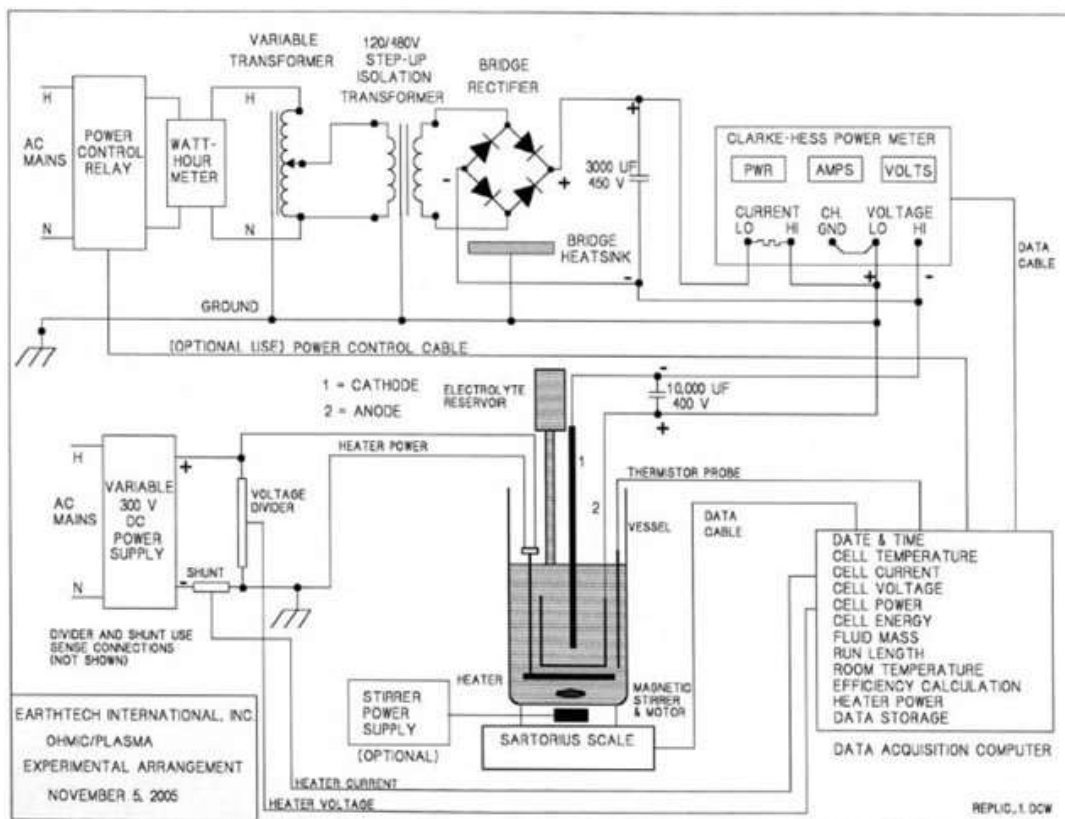 VARIABLE
TRANSFORMER
120/480V
STEP-UP
ISOLATION
TRANSFORMER
BRIDGE
RECTIFIER
H
H
AC
MAINS
POWER
CONTROL
RELAY
WATT-
HOUR
METER
N
N
-
+
+
3000 UF
450 V
-
BRIDGE
HEATSINK
CLARKE-HESS POWER METER
PWR
AMPS
VOLTS
CURRENT
LO HI
CH.
GND
VOLTAGE
LO HI
+
-
DATA
CABLE
GROUND
(OPTIONAL USE) POWER CONTROL CABLE
1 = CATHODE
2 = ANODE
ELECTROLYTE
RESERVOIR
-
10,000 UF
400 V
+
HEATER POWER
H
AC
MAINS
N
VARIABLE
300 V
DC
POWER
SUPPLY
+
VOLTAGE
DIVIDER
-
SHUNT
DIVIDER AND SHUNT USE
SENSE CONNECTIONS
(NOT SHOWN)
1
2
THERMISTOR PROBE
VESSEL
DATA
CABLE
HEATER
MAGNETIC
STIRRER
& MOTOR
STIRRER
POWER
SUPPLY
(OPTIONAL)
SARTORIUS SCALE
DATE & TIME
CELL TEMPERATURE
CELL CURRENT
CELL VOLTAGE
CELL POWER
CELL ENERGY
FLUID MASS
RUN LENGTH
ROOM TEMPERATURE
EFFICIENCY CALCULATION
HEATER POWER
DATA STORAGE
DATA ACQUISITION COMPUTER
HEATER CURRENT
HEATER VOLTAGE
EARTHTECH INTERNATIONAL, INC.
OHMIC/PLASMA
EXPERIMENTAL ARRANGEMENT
NOVEMBER 5, 2005
REPLIC_1.DCW